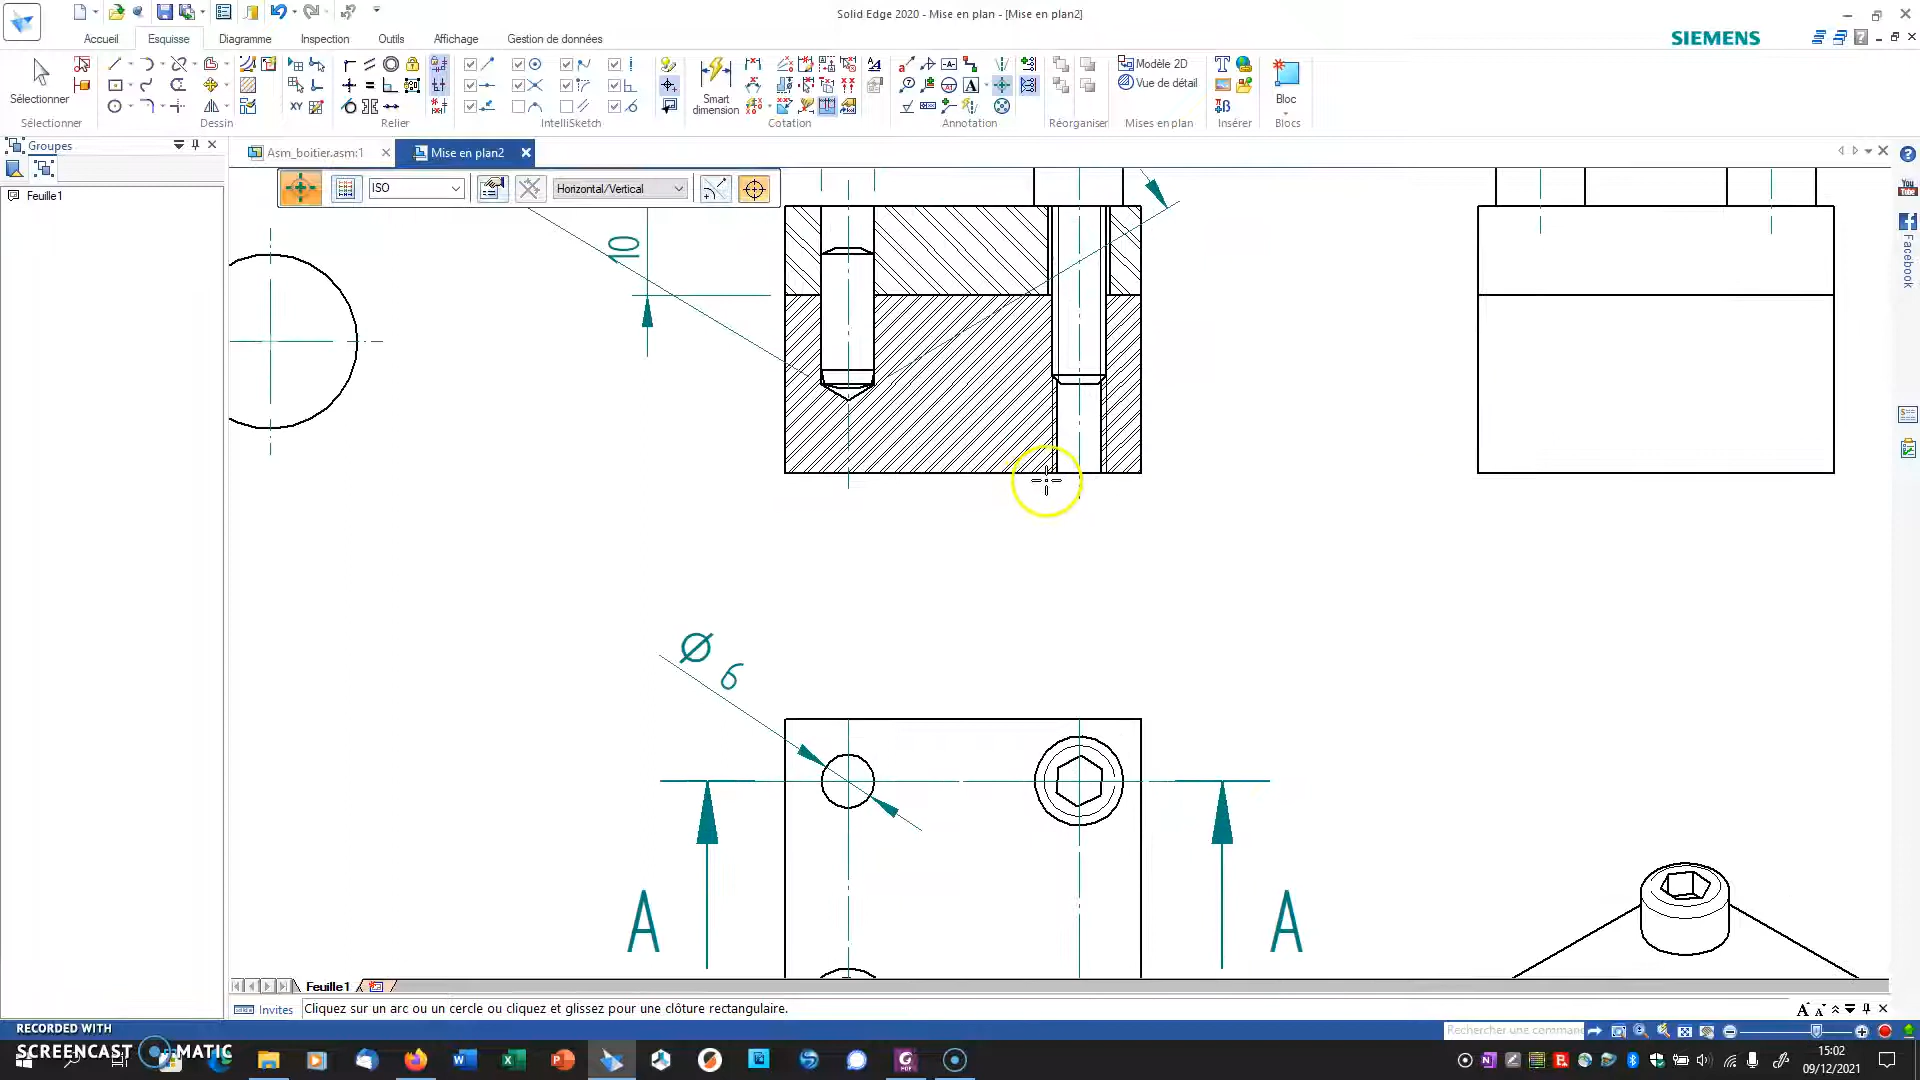 Solid Edge 2020 - Mise en plan - [Mise en plan2]
Accueil
Esquisse
Diagramme
Inspection
Outils
Affichage
Gestion de données
SIEMENS
Sélectionner
XY
Smart
dimension
Modèle 2D
Vue de détail
Bloc
Sélectionner
Dessin
Relier
IntelliSketch
Cotation
Annotation
Réorganiser
Mises en plan
Insérer
Blocs
Groupes
Asm_boitier.asm:1
Mise en plan2
ISO
Horizontal/Vertical
Feuille1
You
Tube
Facebook
10
Ø 6
A
A
Feuille1
Invites
Cliquez sur un arc ou un cercle ou cliquez et glissez pour une clôture rectangulaire.
Rechercher une commande
RECORDED WITH
SCREENCAST MATIC
15:02
09/12/2021